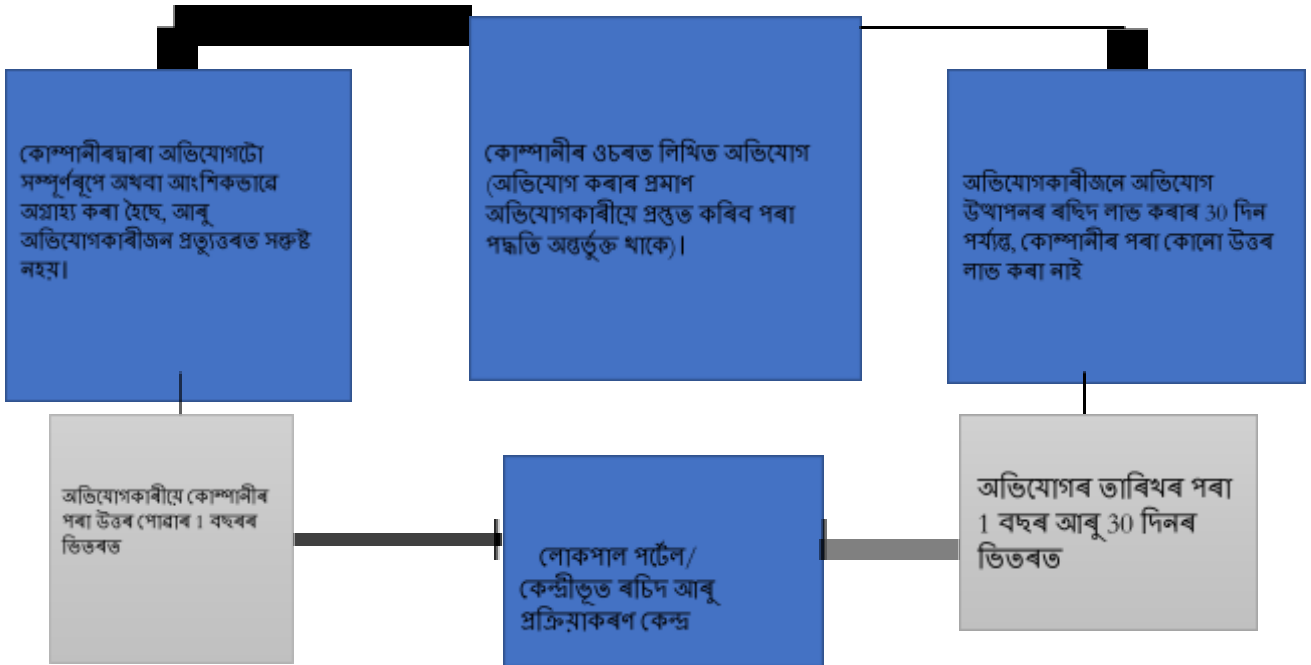 কোম্পানীৰদ্বাৰা অভিযোগটো
সম্পূৰ্ণৰূপে অথবা আংশিকভাৱে
অগ্ৰাহ্য কৰা হৈছে, আৰু
অভিযোগকাৰীজন প্ৰত্যুত্তৰত সন্তুষ্ট
নহয়।
কোম্পানীৰ ওচৰত লিখিত অভিযোগ
(অভিযোগ কৰাৰ প্ৰমাণ
অভিযোগকাৰীয়ে প্ৰস্তুত কৰিব পৰা
পদ্ধতি অন্তৰ্ভুক্ত থাকে)।
অভিযোগকাৰীজনে অভিযোগ
উত্থাপনৰ ৰছিদ লাভ কৰাৰ 30 দিন
পৰ্য্যন্ত, কোম্পানীৰ পৰা কোনো উত্তৰ
লাভ কৰা নাই
অভিযোগকাৰীয়ে কোম্পানীৰ
পৰা উত্তৰ পোৱাৰ 1 বছৰৰ
ভিতৰত
লোকপাল পৰ্টেল/
কেন্দ্ৰীভূত ৰচিদ আৰু
প্ৰক্ৰিয়াকৰণ কেন্দ্ৰ
অভিযোগৰ তাৰিখৰ পৰা
1 বছৰ আৰু 30 দিনৰ
ভিতৰত